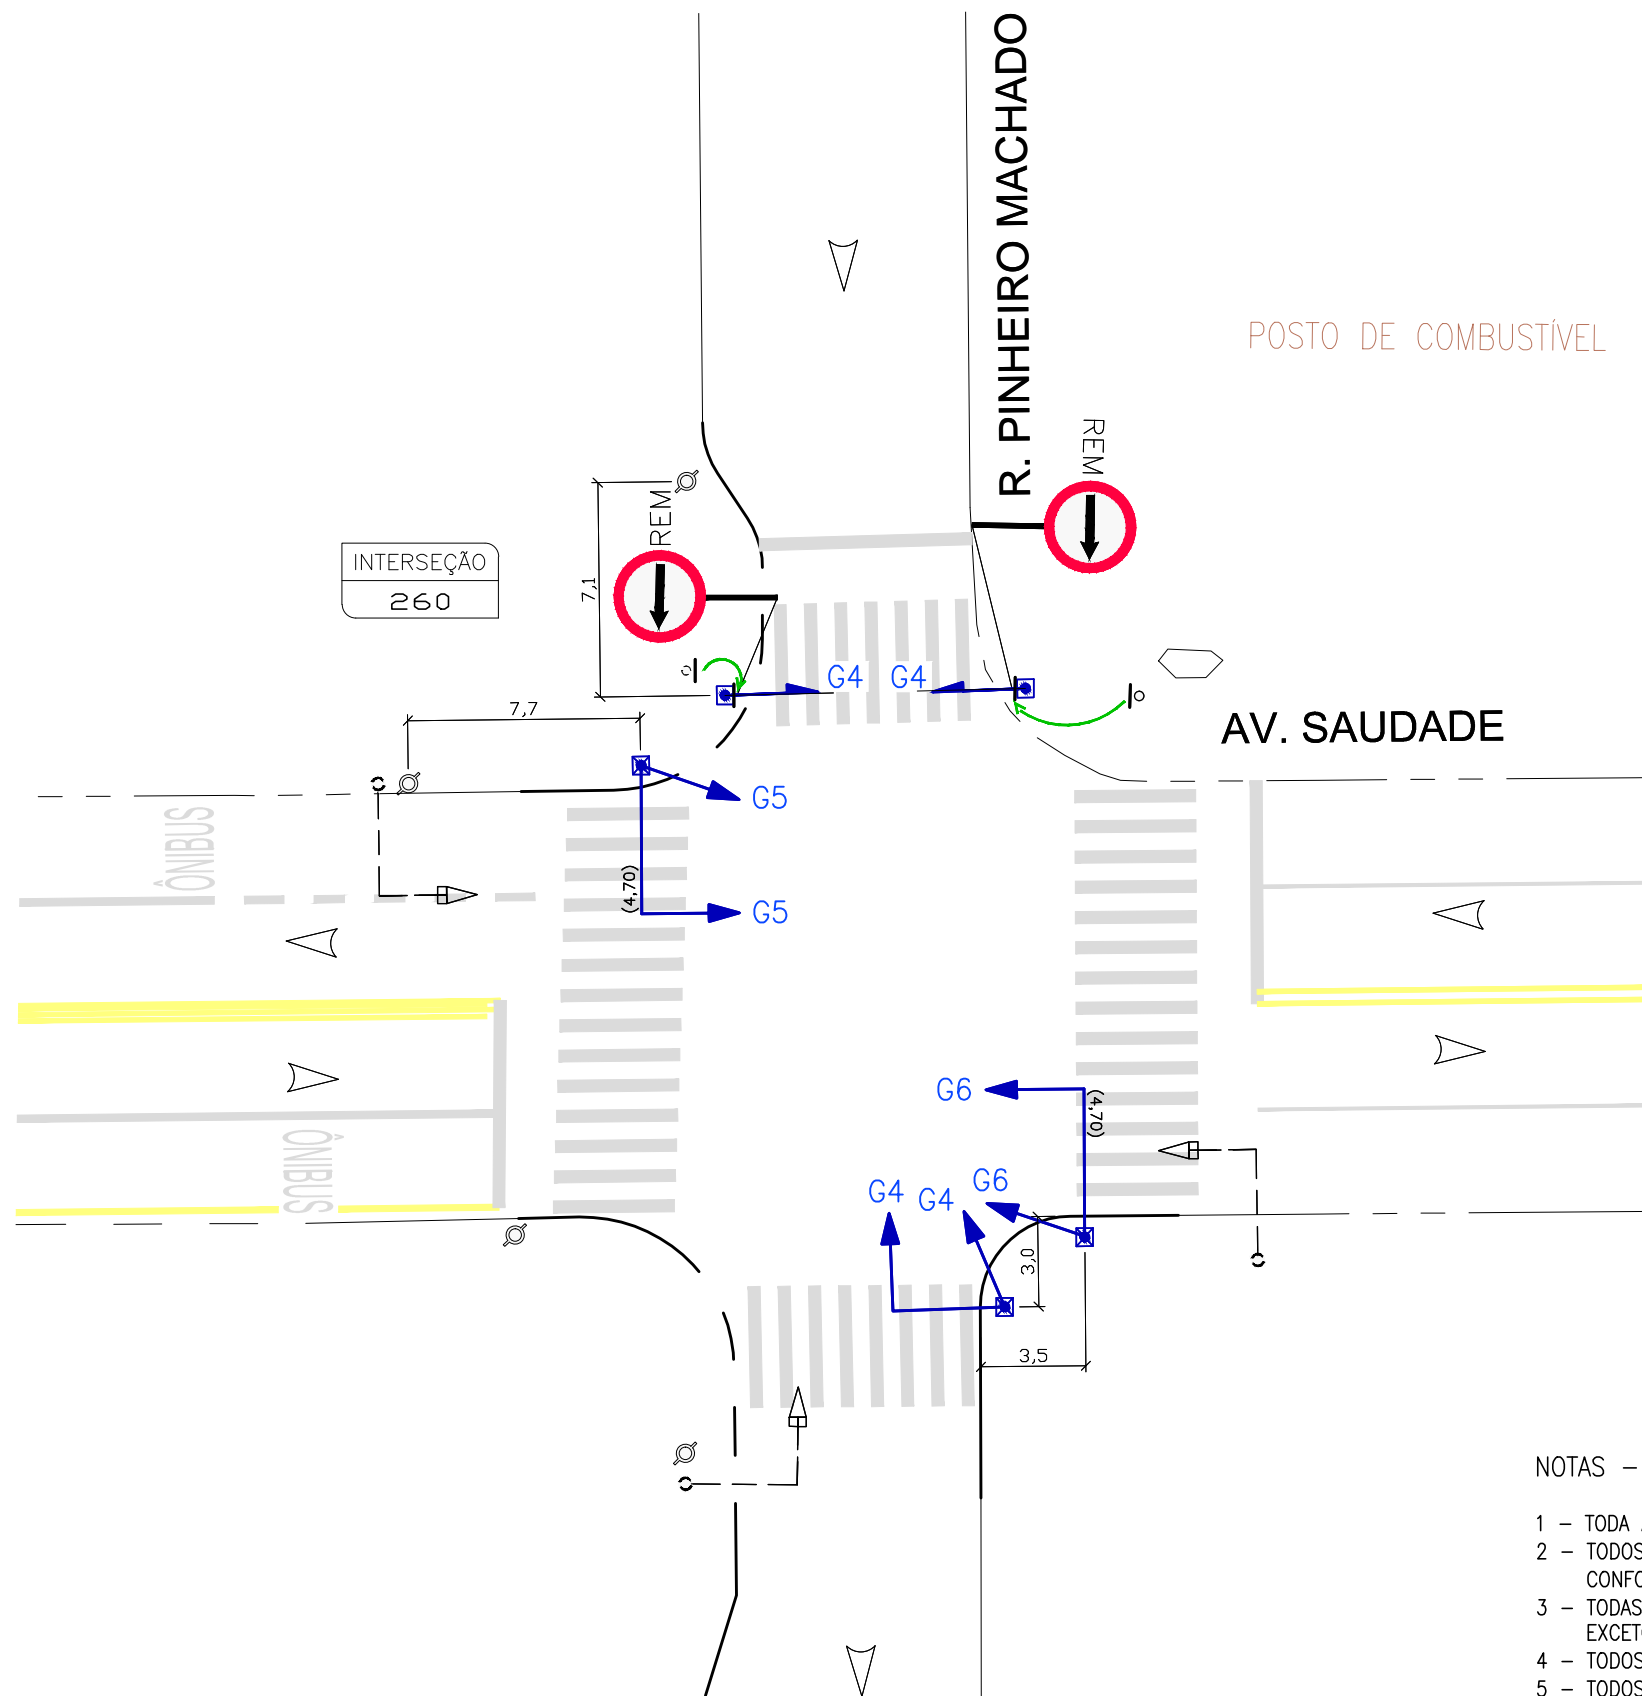 R. PINHEIRO MACHADO
POSTO DE COMBUSTÍVEL
REM
REM
INTERSEÇÃO
260
7,1
G4
G4
7,7
AV. SAUDADE
G5
ÔNIBUS
(4,70)
G5
G6
(4,70)
ÔNIBUS
G6
G4
G4
3,0
3,5
NOTAS –
1 – TODA
2 – TODOS
3 – TODAS
4 – TODOS
5 – TODOS